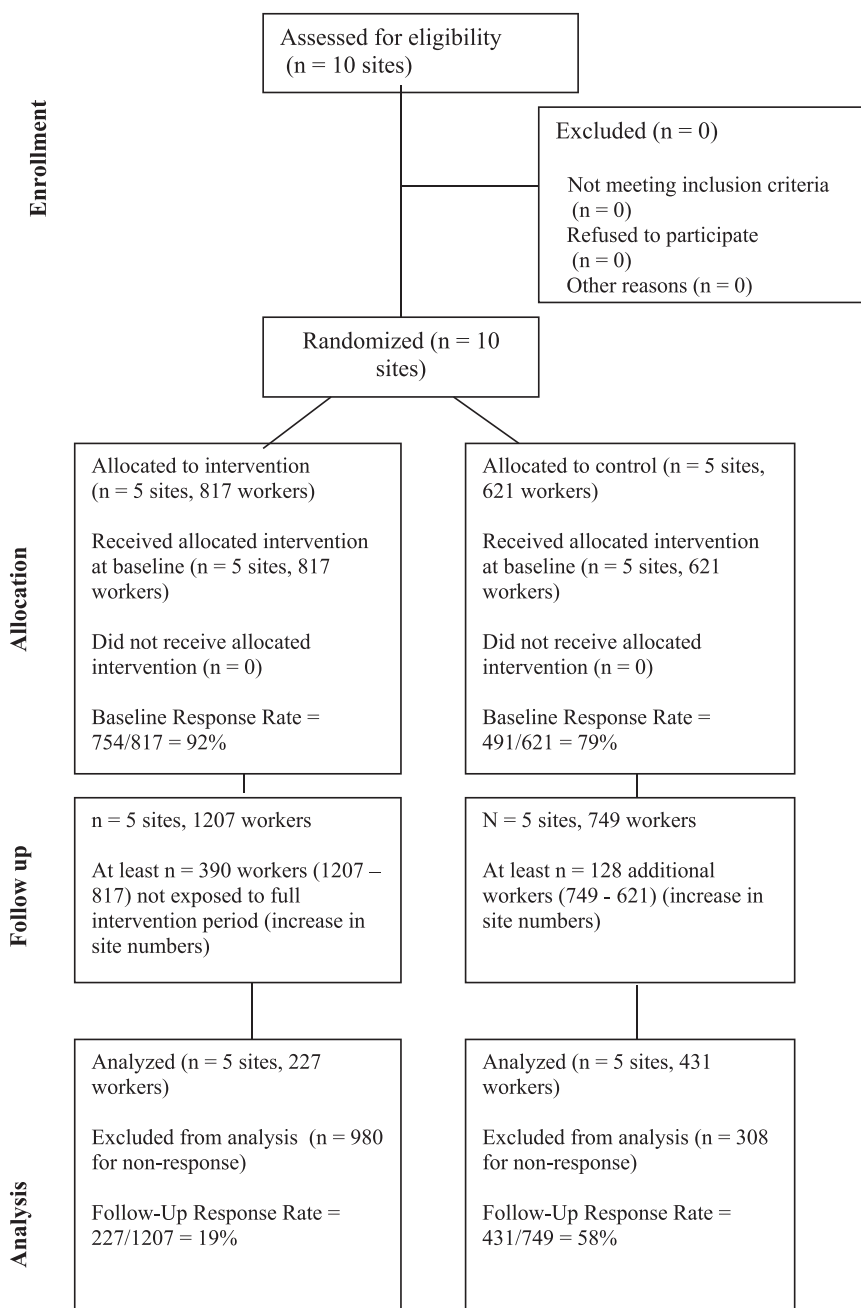 Assessed for eligibility
(n = 10 sites)
Enrollment
Excluded (n = 0)
Not meeting inclusion criteria
(n = 0)
Refused to participate
(n = 0)
Other reasons (n = 0)
Randomized (n = 10
sites)
Allocation
Allocated to intervention
(n = 5 sites, 817 workers)
Received allocated intervention
at baseline (n = 5 sites, 817
workers)
Did not receive allocated
intervention (n = 0)
Baseline Response Rate =
754/817 = 92%
Allocated to control (n = 5 sites,
621 workers)
Received allocated intervention
at baseline (n = 5 sites, 621
workers)
Did not receive allocated
intervention (n = 0)
Baseline Response Rate =
491/621 = 79%
Follow up
n = 5 sites, 1207 workers
At least n = 390 workers (1207 –
817) not exposed to full
intervention period (increase in
site numbers)
N = 5 sites, 749 workers
At least n = 128 additional
workers (749 - 621) (increase in
site numbers)
Analysis
Analyzed (n = 5 sites, 227
workers)
Excluded from analysis (n = 980
for non-response)
Follow-Up Response Rate =
227/1207 = 19%
Analyzed (n = 5 sites, 431
workers)
Excluded from analysis (n = 308
for non-response)
Follow-Up Response Rate =
431/749 = 58%